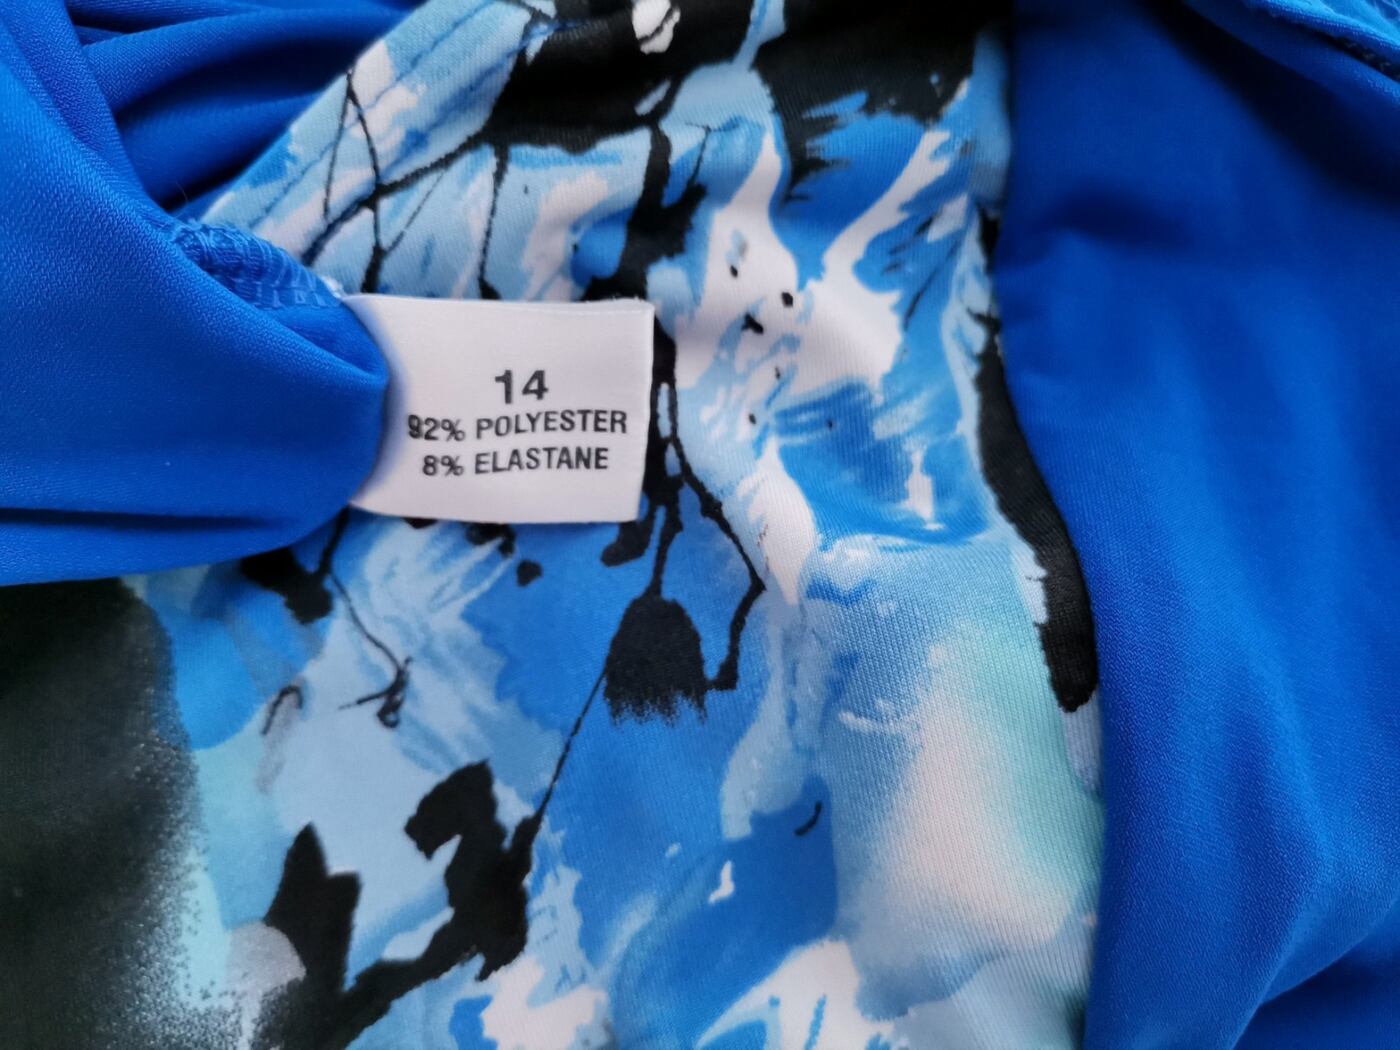 14
92% POLYESTER
8% ELASTANE